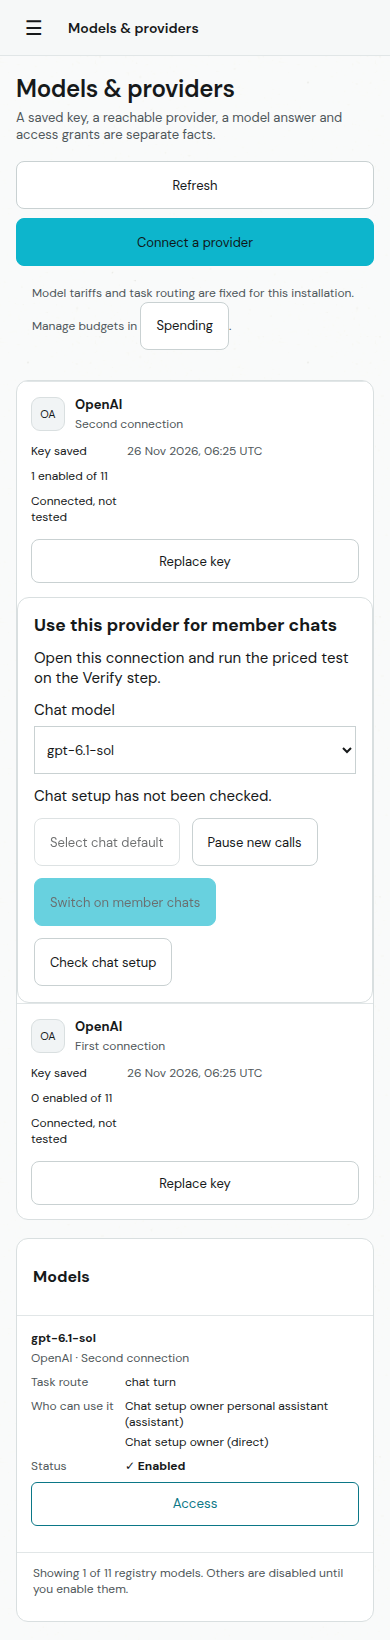 ☰ Models & providers
Models & providers
A saved key, a reachable provider, a model answer and
access grants are separate facts.
Refresh
Connect a provider
Model tariffs and task routing are fixed for this installation.
Manage budgets in Spending.
OA OpenAI
Second connection
Key saved 26 Nov 2026, 06:25 UTC
1 enabled of 11
Connected, not
tested
Replace key
Use this provider for member chats
Open this connection and run the priced test
on the Verify step.
Chat model
gpt-6.1-sol
Chat setup has not been checked.
Select chat default Pause new calls
Switch on member chats
Check chat setup
OA OpenAI
First connection
Key saved 26 Nov 2026, 06:25 UTC
0 enabled of 11
Connected, not
tested
Replace key
Models
gpt-6.1-sol
OpenAI · Second connection
Task route chat turn
Who can use it Chat setup owner personal assistant
(assistant)
Chat setup owner (direct)
Status ✓ Enabled
Access
Showing 1 of 11 registry models. Others are disabled until
you enable them.